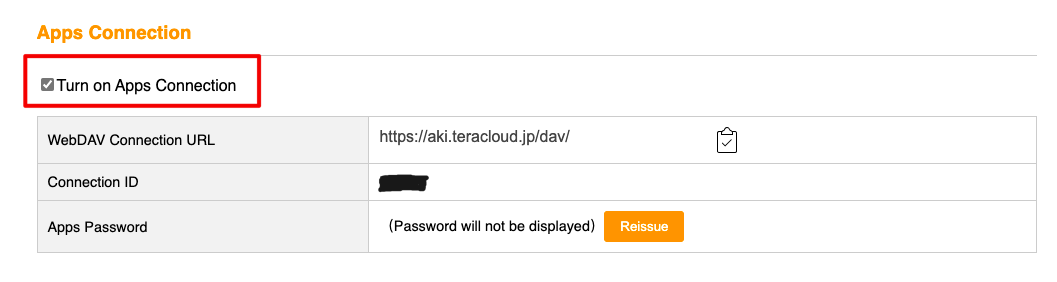 Apps Connection
Turn on Apps Connection
WebDAV Connection URL https://aki.teracloud.jp/dav/
Connection ID
Apps Password (Password will not be displayed) Reissue